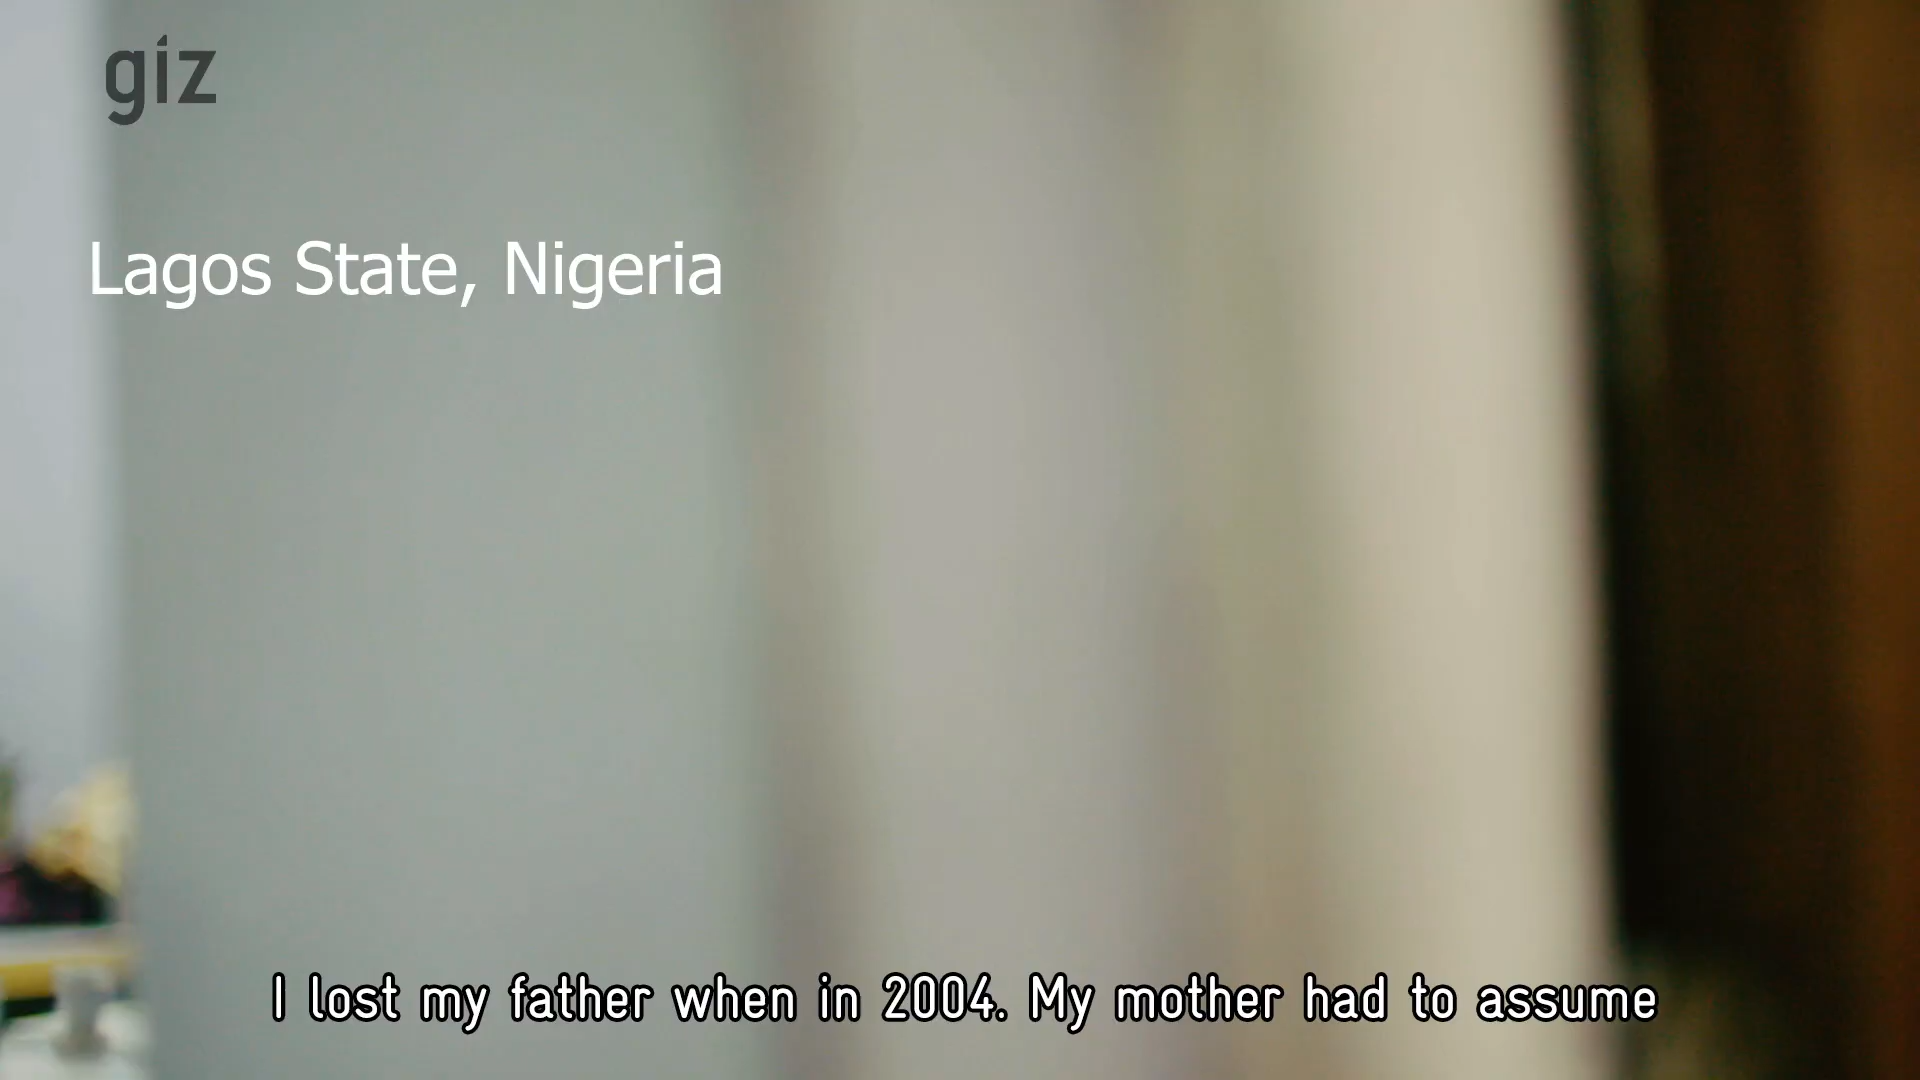 giz
Lagos State, Nigeria
I lost my father when in 2004. My mother had to assume